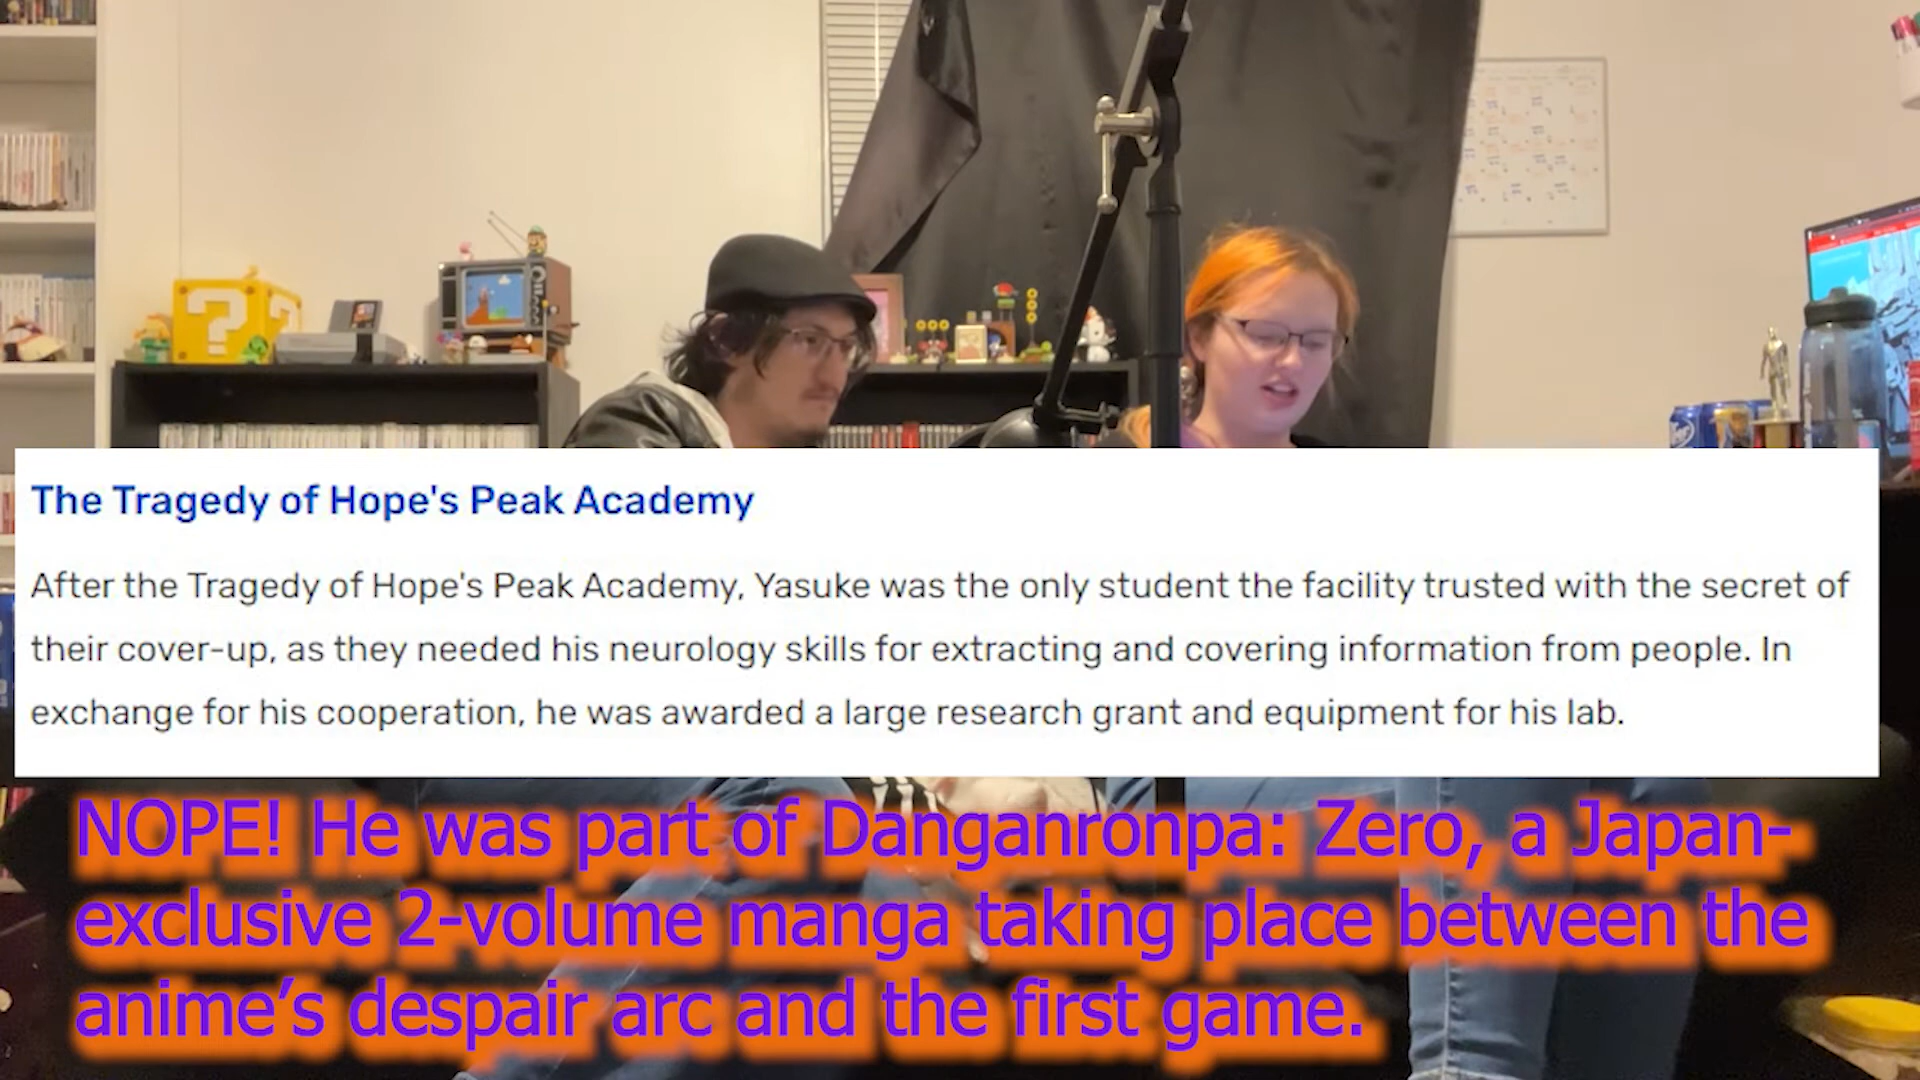 The Tragedy of Hope's Peak Academy
After the Tragedy of Hope's Peak Academy, Yasuke was the only student the facility trusted with the secret of
their cover-up, as they needed his neurology skills for extracting and covering information from people. In
exchange for his cooperation, he was awarded a large research grant and equipment for his lab.
NOPE! He was part of Danganronpa: Zero, a Japan-
exclusive 2-volume manga taking place between the
anime’s despair arc and the first game.